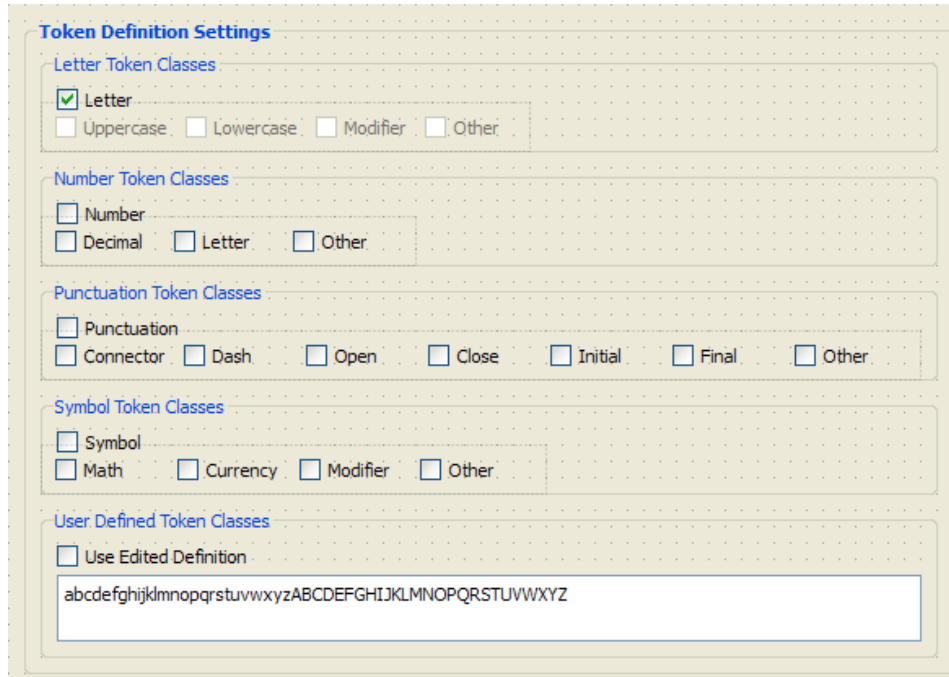 Token Definition Settings
Letter Token Classes
Letter
Uppercase Lowercase Modifier Other
Number Token Classes
Number
Decimal Letter Other
Punctuation Token Classes
Punctuation
Connector Dash Open Close Initial Final Other
Symbol Token Classes
Symbol
Math Currency Modifier Other
User Defined Token Classes
Use Edited Definition
abcdefghijklmnopqrstuvwxyzABCDEFGHIJKLMNOPQRSTUVWXYZ